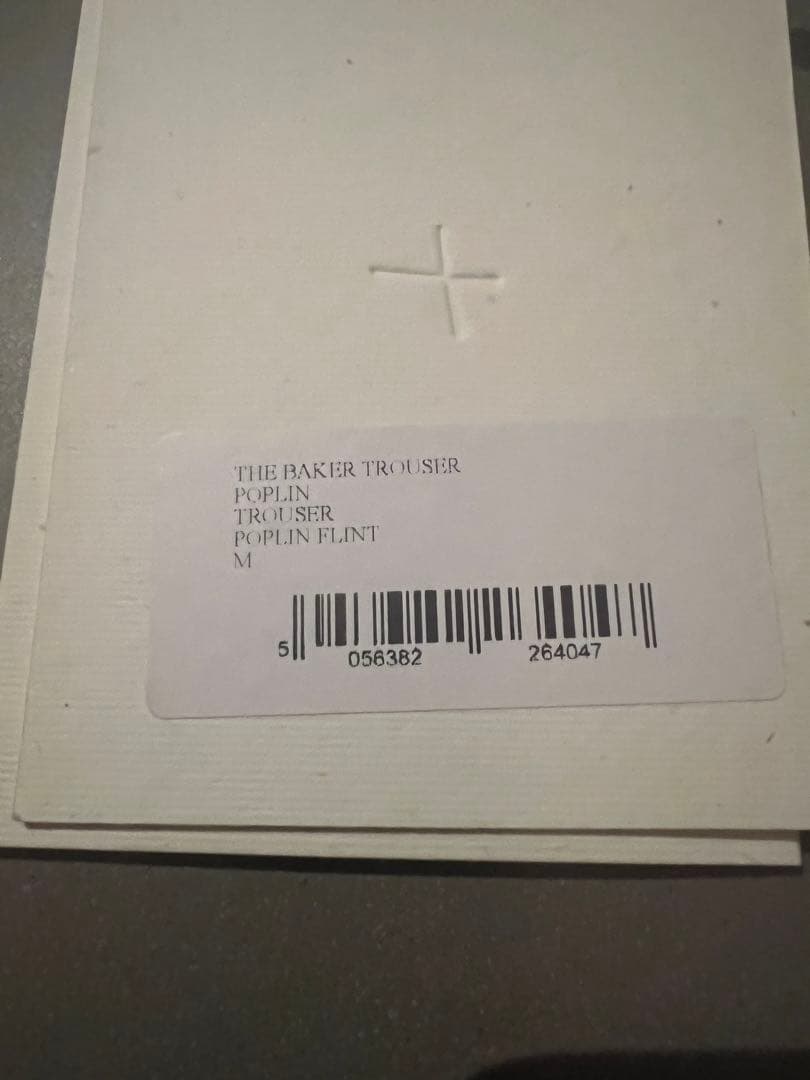 THE BAKER TROUSER
POPLIN
TROUSER
POPLIN FLINT
M
5 056382 264047